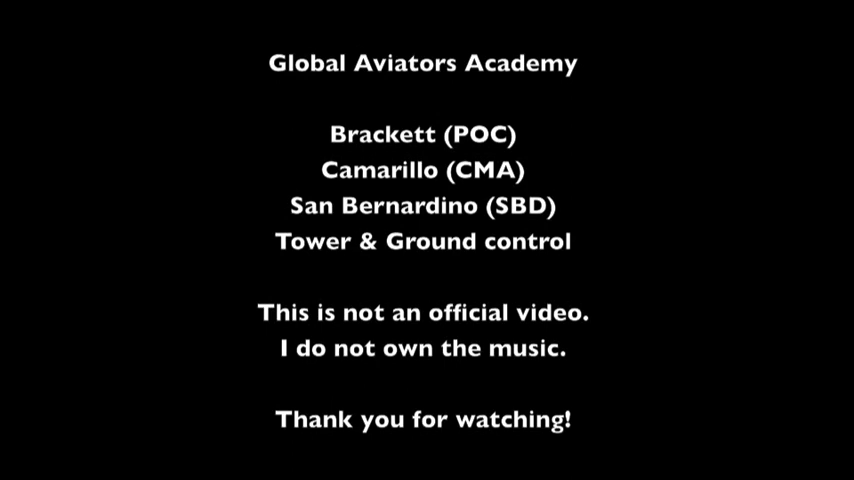 Global Aviators Academy
Brackett (POC)
Camarillo (CMA)
San Bernardino (SBD)
Tower & Ground control
This is not an official video.
I do not own the music.
Thank you for watching!